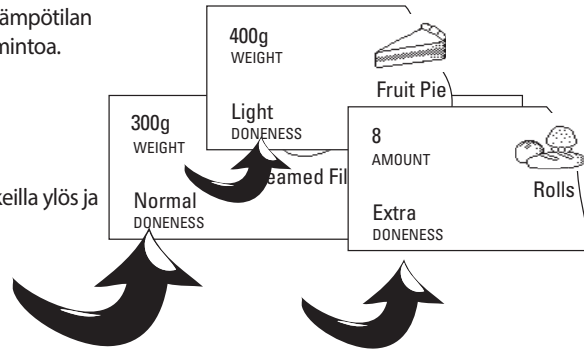 ämpötilan
mintoa.
eilla ylös ja
400g
WEIGHT
Fruit Pie
Light
DONENESS
300g
WEIGHT
eamed Fil
Normal
DONENESS
8
AMOUNT
Rolls
Extra
DONENESS